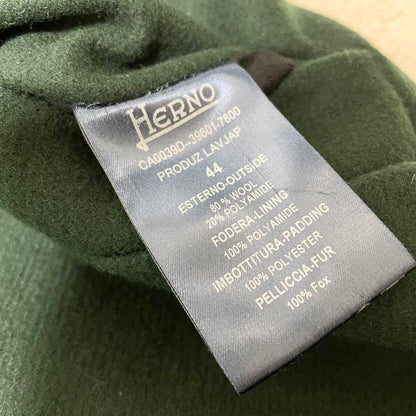 HERNO
CA0039D-39601-7800
PRODUZ LAVJAP
44
ESTERNO-OUTSIDE
80 % WOOL
20% POLYAMIDE
FODERA-LINING
100% POLYAMIDE
IMBOTTITURA-PADDING
100% POLYESTER
PELLICCIA-FUR
100% Fox